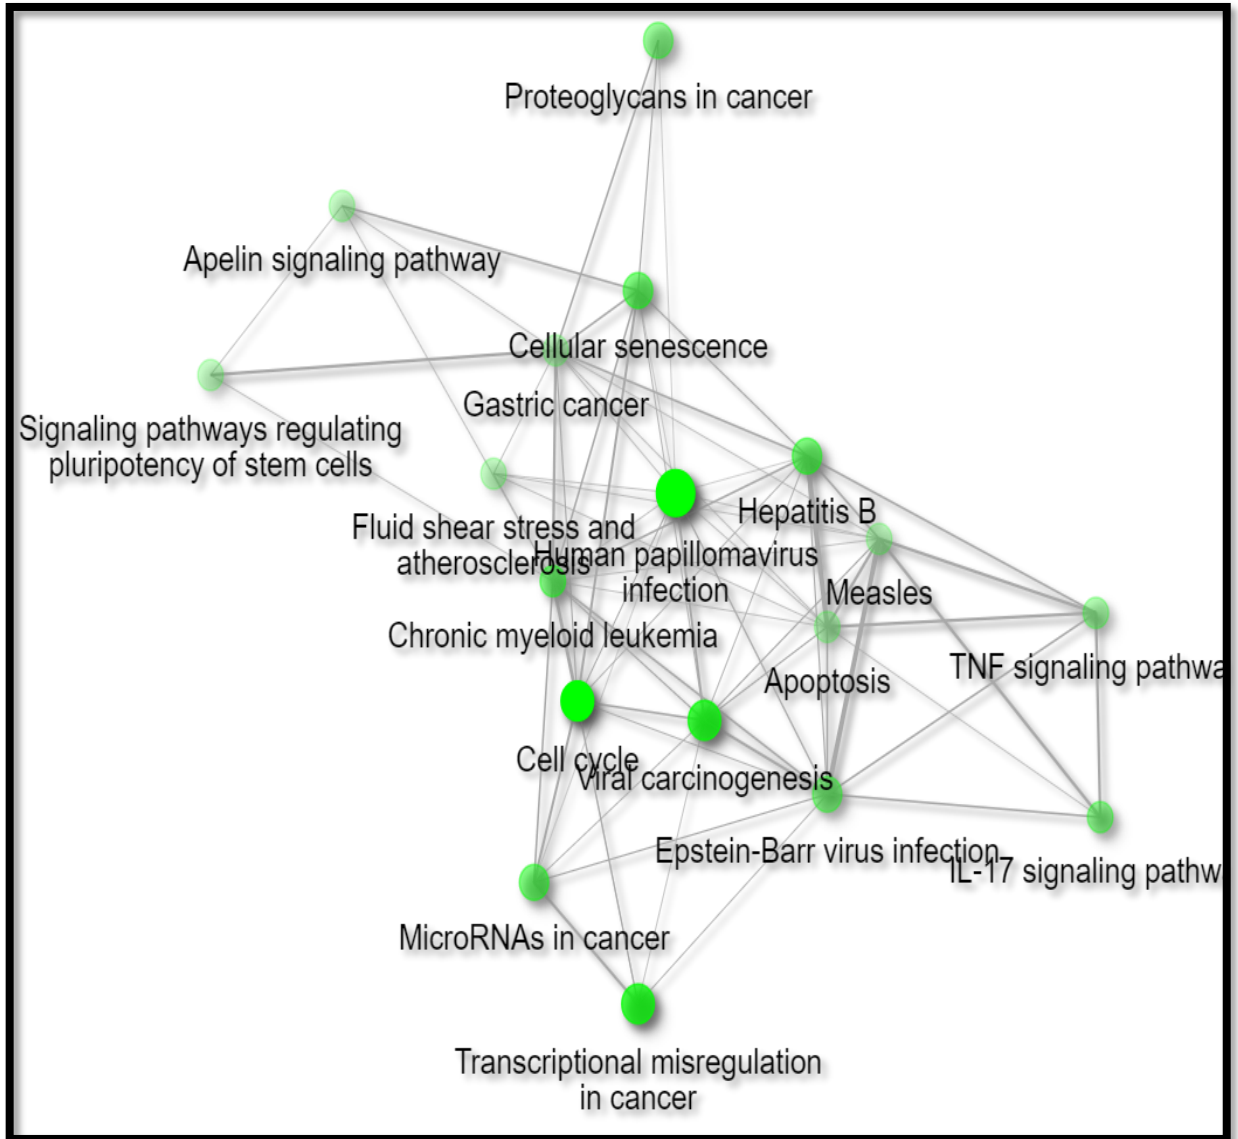 Proteoglycans in cancer
Apelin signaling pathway
Cellular senescence
Gastric cancer
Signaling pathways regulating
pluripotency of stem cells
Hepatitis B
Fluid shear stress and
atherosclerosis
Human papillomavirus
infection
Measles
Chronic myeloid leukemia
TNF signaling pathwa
Apoptosis
Cell cycle
Viral carcinogenesis
Epstein-Barr virus infection
IL-17 signaling pathw
MicroRNAs in cancer
Transcriptional misregulation
in cancer